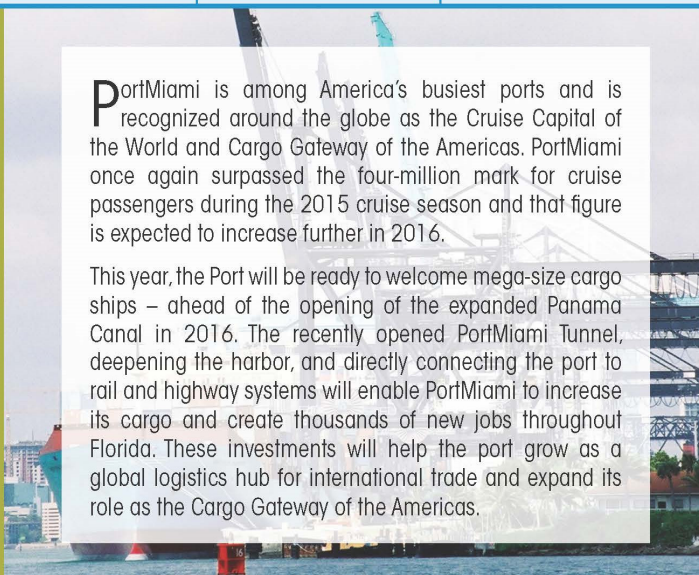 PortMiami is among America's busiest ports and is
recognized around the globe as the Cruise Capital of
the World and Cargo Gateway of the Americas. PortMiami
once again surpassed the four-million mark for cruise
passengers during the 2015 cruise season and that figure
is expected to increase further in 2016.
This year, the Port will be ready to welcome mega-size cargo
ships – ahead of the opening of the expanded Panama
Canal in 2016. The recently opened PortMiami Tunnel,
deepening the harbor, and directly connecting the port to
rail and highway systems will enable PortMiami to increase
its cargo and create thousands of new jobs throughout
Florida. These investments will help the port grow as a
global logistics hub for international trade and expand its
role as the Cargo Gateway of the Americas.
16